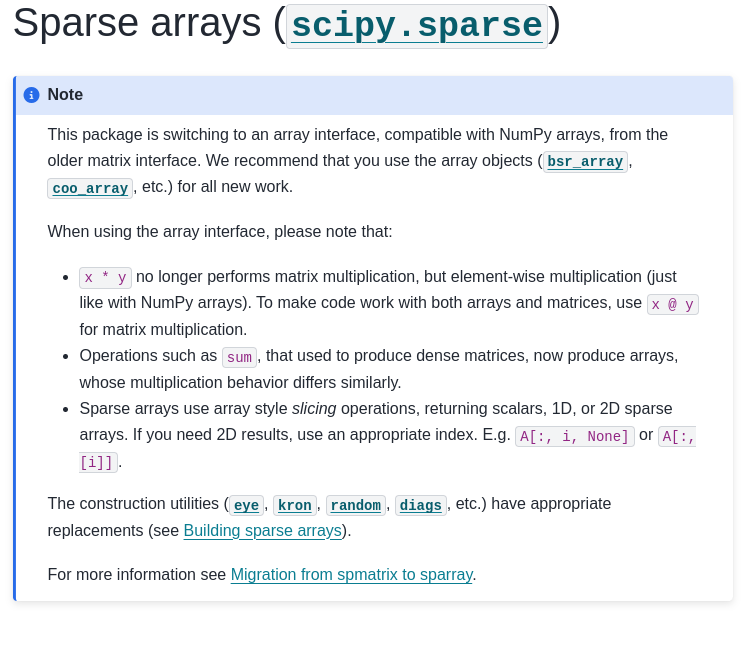 Sparse arrays (scipy.sparse)
Note
This package is switching to an array interface, compatible with NumPy arrays, from the
older matrix interface. We recommend that you use the array objects (bsr_array,
coo_array, etc.) for all new work.
When using the array interface, please note that:
• x * y no longer performs matrix multiplication, but element-wise multiplication (just
like with NumPy arrays). To make code work with both arrays and matrices, use x @ y
for matrix multiplication.
• Operations such as sum, that used to produce dense matrices, now produce arrays,
whose multiplication behavior differs similarly.
• Sparse arrays use array style slicing operations, returning scalars, 1D, or 2D sparse
arrays. If you need 2D results, use an appropriate index. E.g. A[:, i, None] or A[:,
[i]].
The construction utilities (eye, kron, random, diags, etc.) have appropriate
replacements (see Building sparse arrays).
For more information see Migration from spmatrix to sparray.